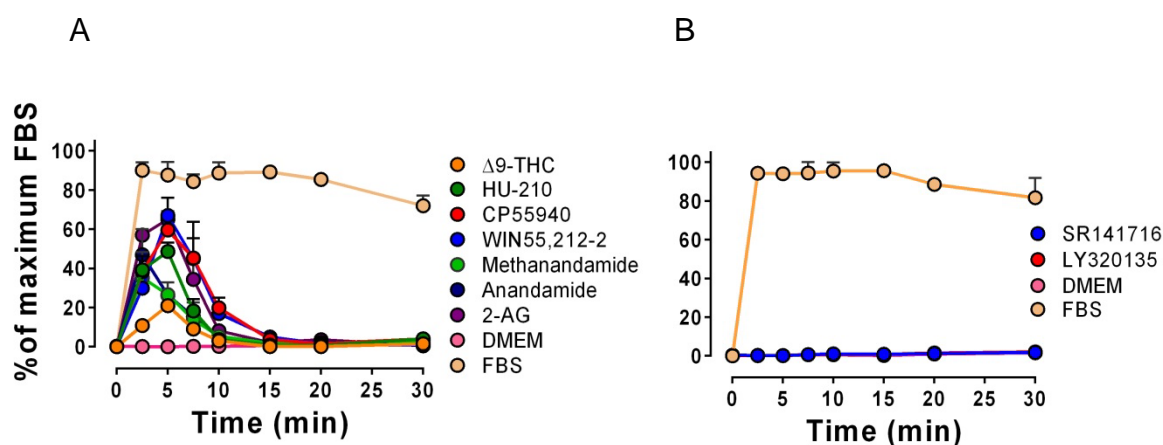 A
% of maximum FBS
100
80
60
40
20
0
0 5 10 15 20 25 30
Time (min)
Δ9-THC
HU-210
CP55940
WIN55,212-2
Methanandamide
Anandamide
2-AG
DMEM
FBS
B
100
80
60
40
20
0
0 5 10 15 20 25 30
Time (min)
SR141716
LY320135
DMEM
FBS